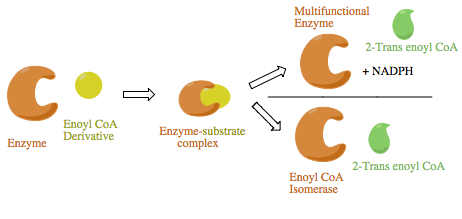 Multifunctional
Enzyme
2-Trans enoyl CoA
+ NADPH
Enzyme
Enoyl CoA
Derivative
Enzyme-substrate
complex
Enoyl CoA
Isomerase
2-Trans enoyl CoA